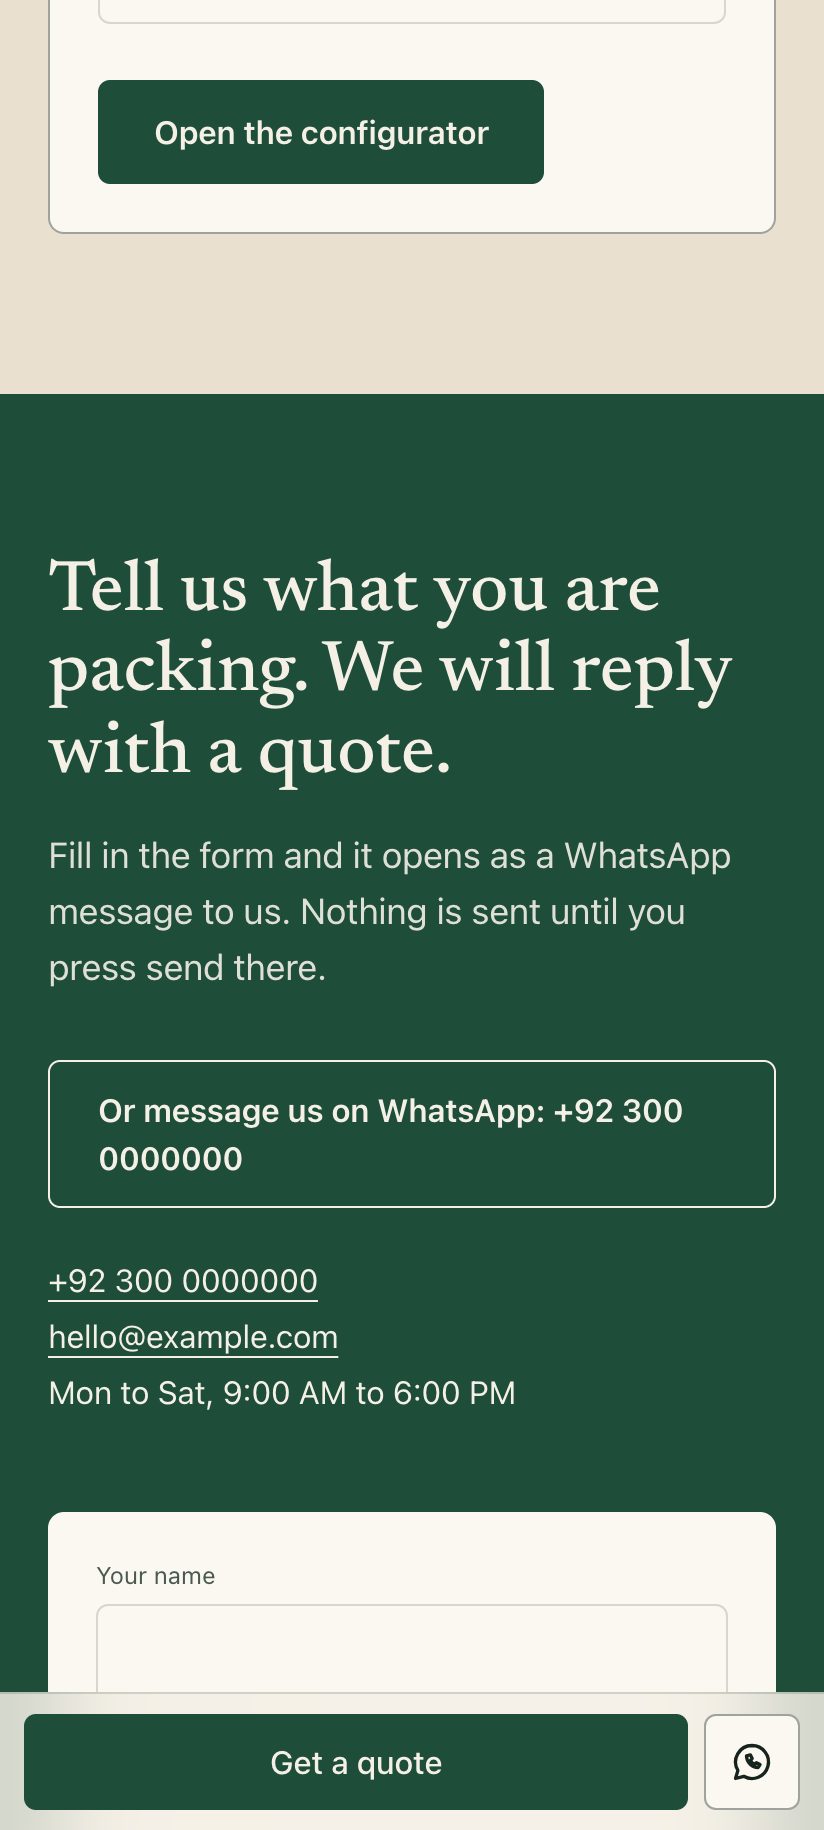 Open the configurator
Tell us what you are
packing. We will reply
with a quote.
Fill in the form and it opens as a WhatsApp
message to us. Nothing is sent until you
press send there.
Or message us on WhatsApp: +92 300
0000000
+92 300 0000000
hello@example.com
Mon to Sat, 9:00 AM to 6:00 PM
Your name
Get a quote